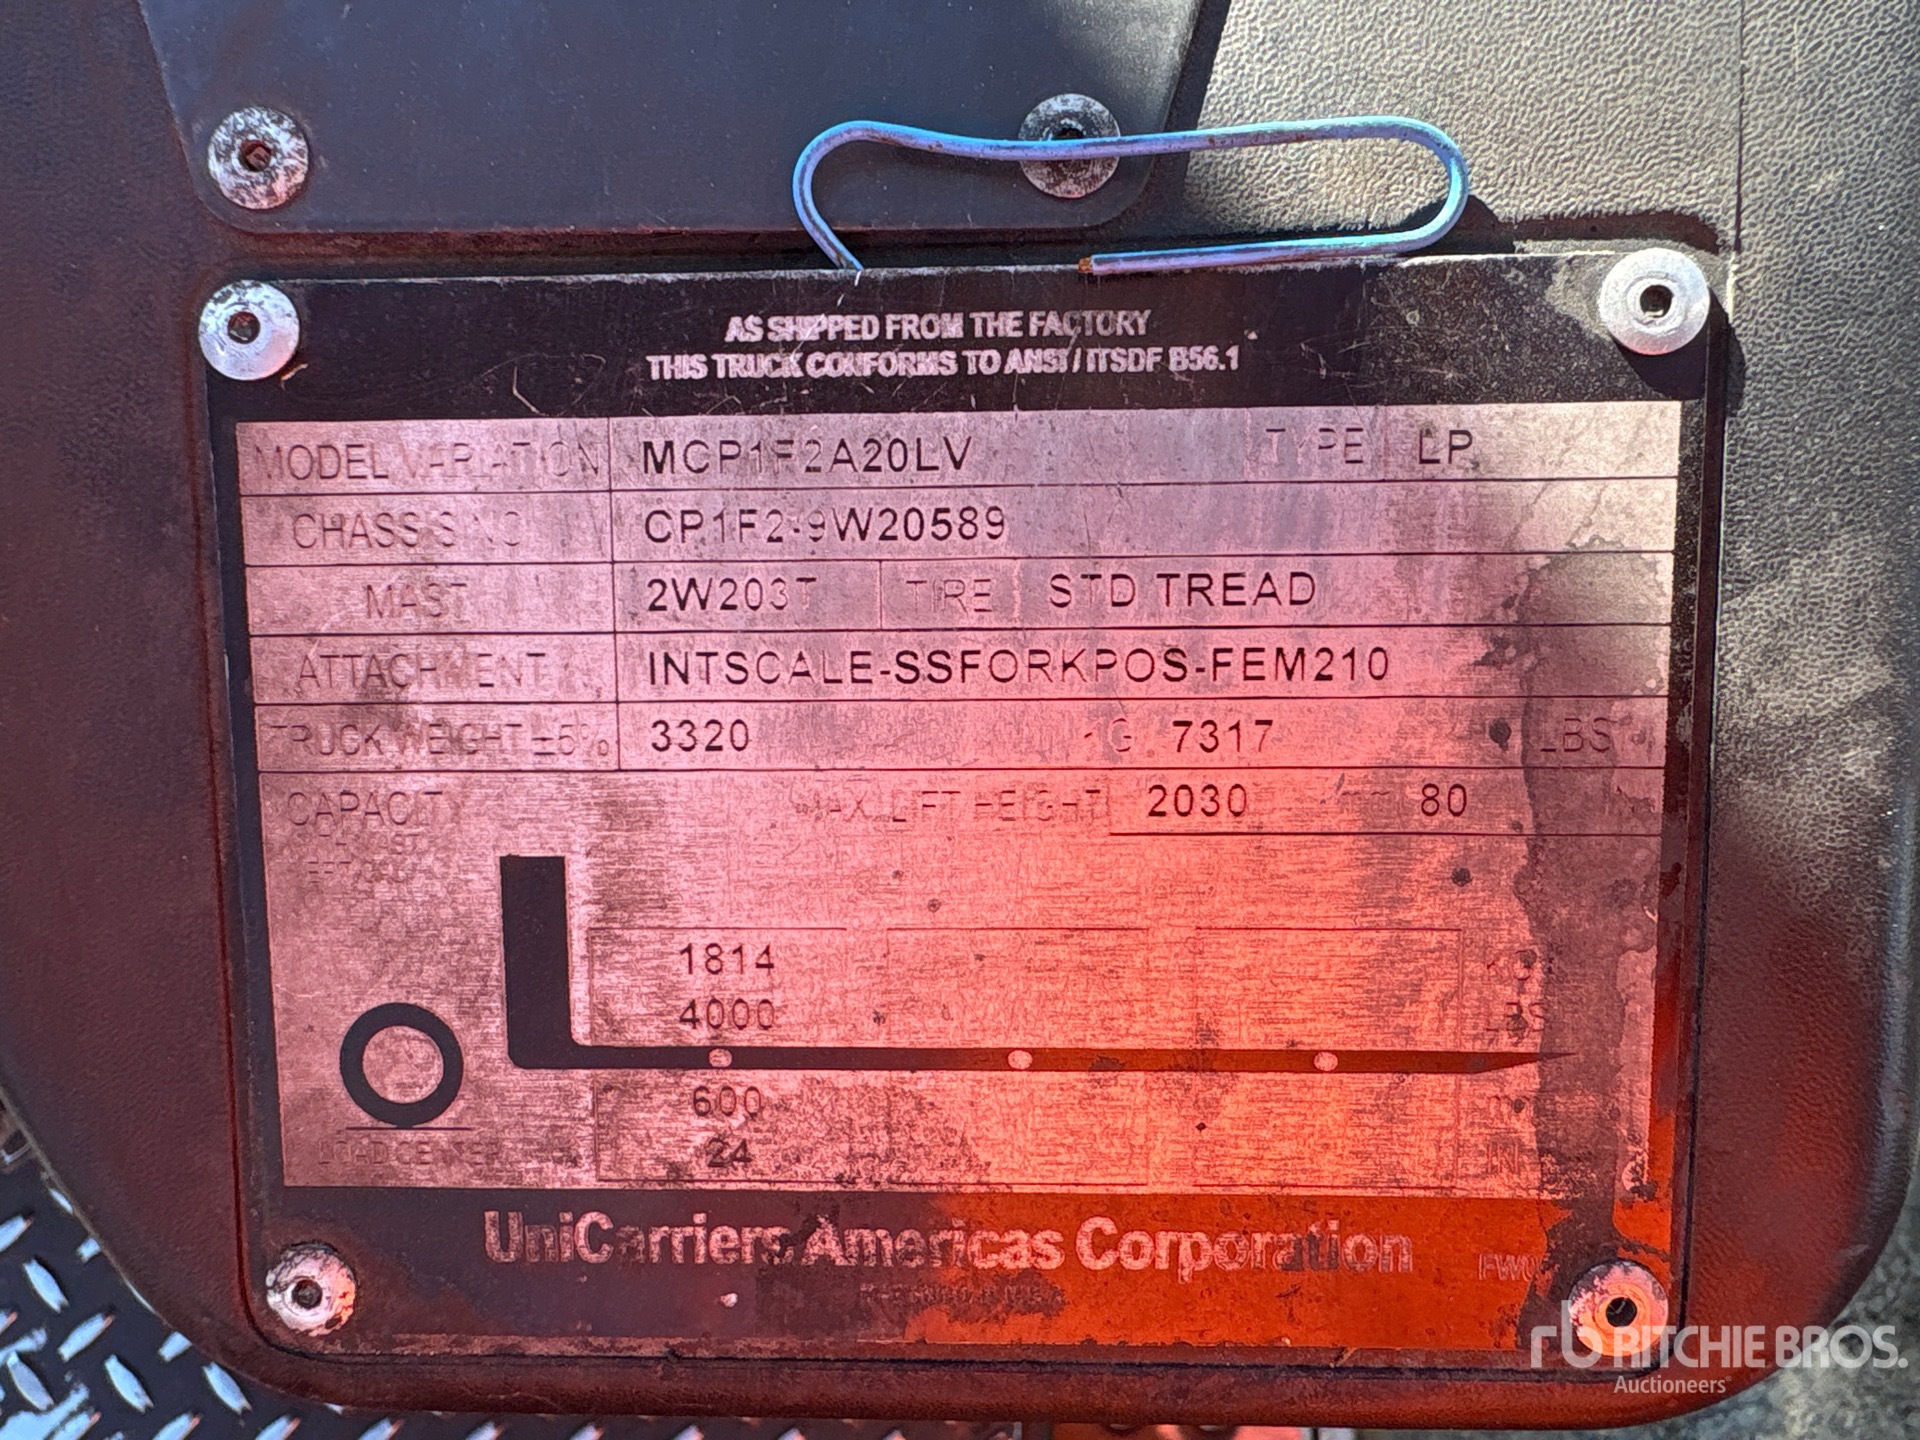 AS SHIPPED FROM THE FACTORY
THIS TRUCK CONFORMS TO ANSI / ITSDF B56.1
MODEL VARIATION MCP1F2A20LV TYPE LP
CHASSIS NO CP1F2-9W20589
MAST 2W203T TIRE STD TREAD
ATTACHMENT INTSCALE-SSFORKPOS-FEM210
TRUCK WEIGHT ±5% 3320 7317 LBS
CAPACITY MAX. LIFT HEIGHT 2030 80
1814
4000 LBS
600
LOAD CENTER 24 IN
UniCarriers Americas Corporation
rb RITCHIE BROS.
Auctioneers